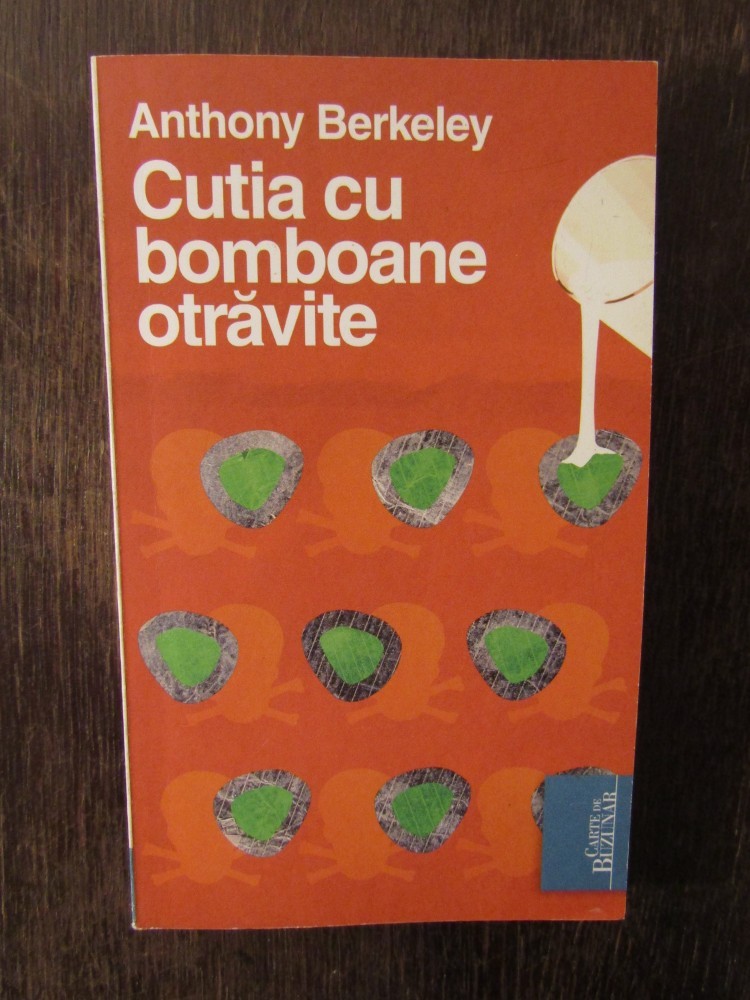 Anthony Berkeley
Cutia cu
bomboane
otrăvite
CARTE DE
BUZUNAR